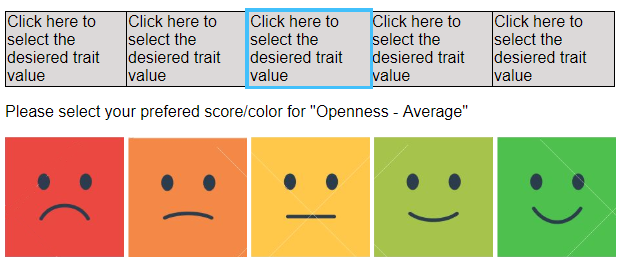 Click here to
select the
desiered trait
value
Click here to
select the
desiered trait
value
Click here to
select the
desiered trait
value
Click here to
select the
desiered trait
value
Click here to
select the
desiered trait
value
Please select your prefered score/color for "Openness - Average"